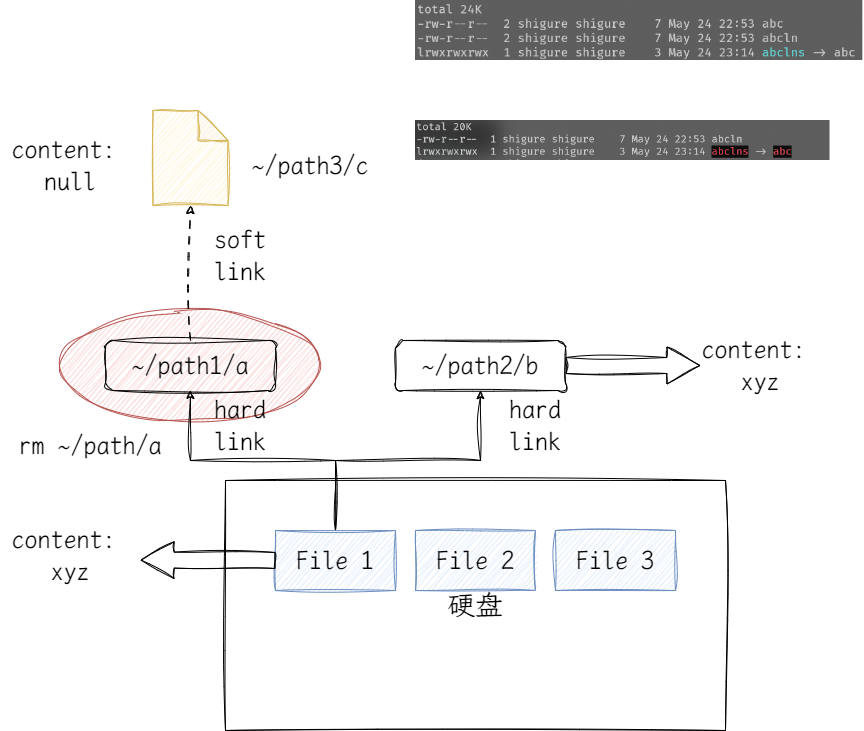 total 24K
-rw-r--r-- 2 shigure shigure 7 May 24 22:53 abc
-rw-r--r-- 2 shigure shigure 7 May 24 22:53 abcln
lrwxrwxrwx 1 shigure shigure 3 May 24 23:14 abclns → abc
total 20K
-rw-r--r-- 1 shigure shigure 7 May 24 22:53 abcln
lrwxrwxrwx 1 shigure shigure 3 May 24 23:14 abclns → abc
content:
null
~/path3/c
soft
link
~/path1/a
~/path2/b
content:
xyz
hard
link
hard
link
rm ~/path/a
content:
xyz
File 1
File 2
File 3
硬盘